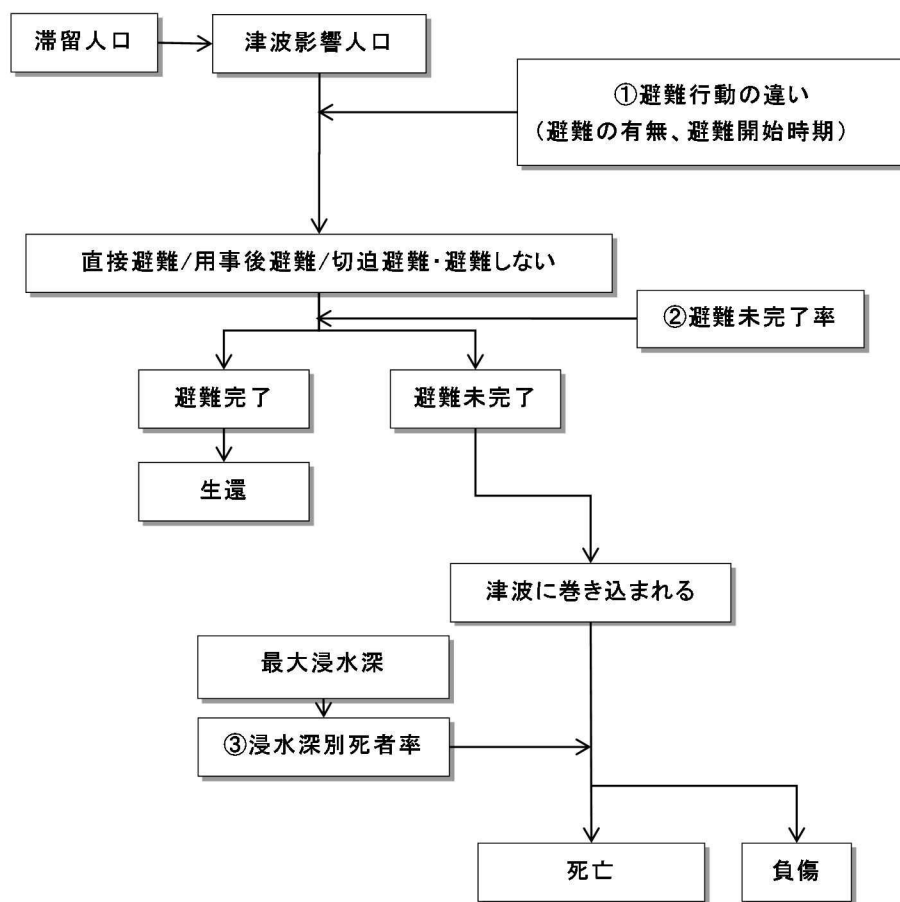 滞留人口
津波影響人口
①避難行動の違い
（避難の有無、避難開始時期）
直接避難/用事後避難/切迫避難・避難しない
②避難未完了率
避難完了
避難未完了
生還
津波に巻き込まれる
最大浸水深
③浸水深別死者率
死亡
負傷